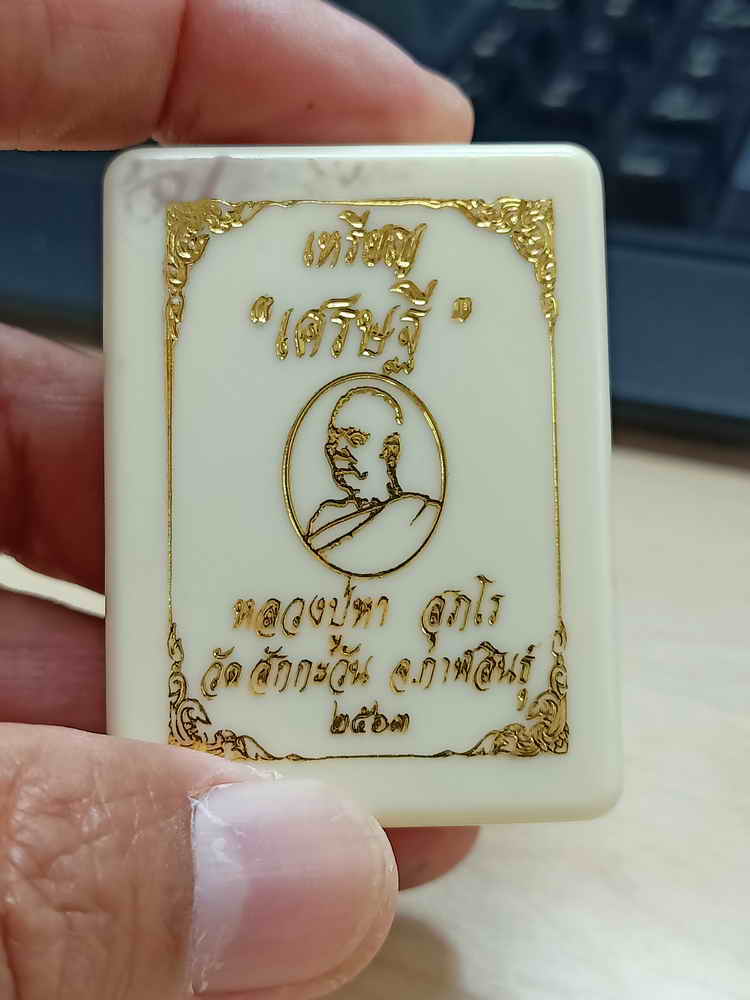 เหรียญ
"เศรษฐี"
หลวงปู่หา สุภโร
วัดสักกะวัน จ.กาฬสินธุ์
๒๕๖๓